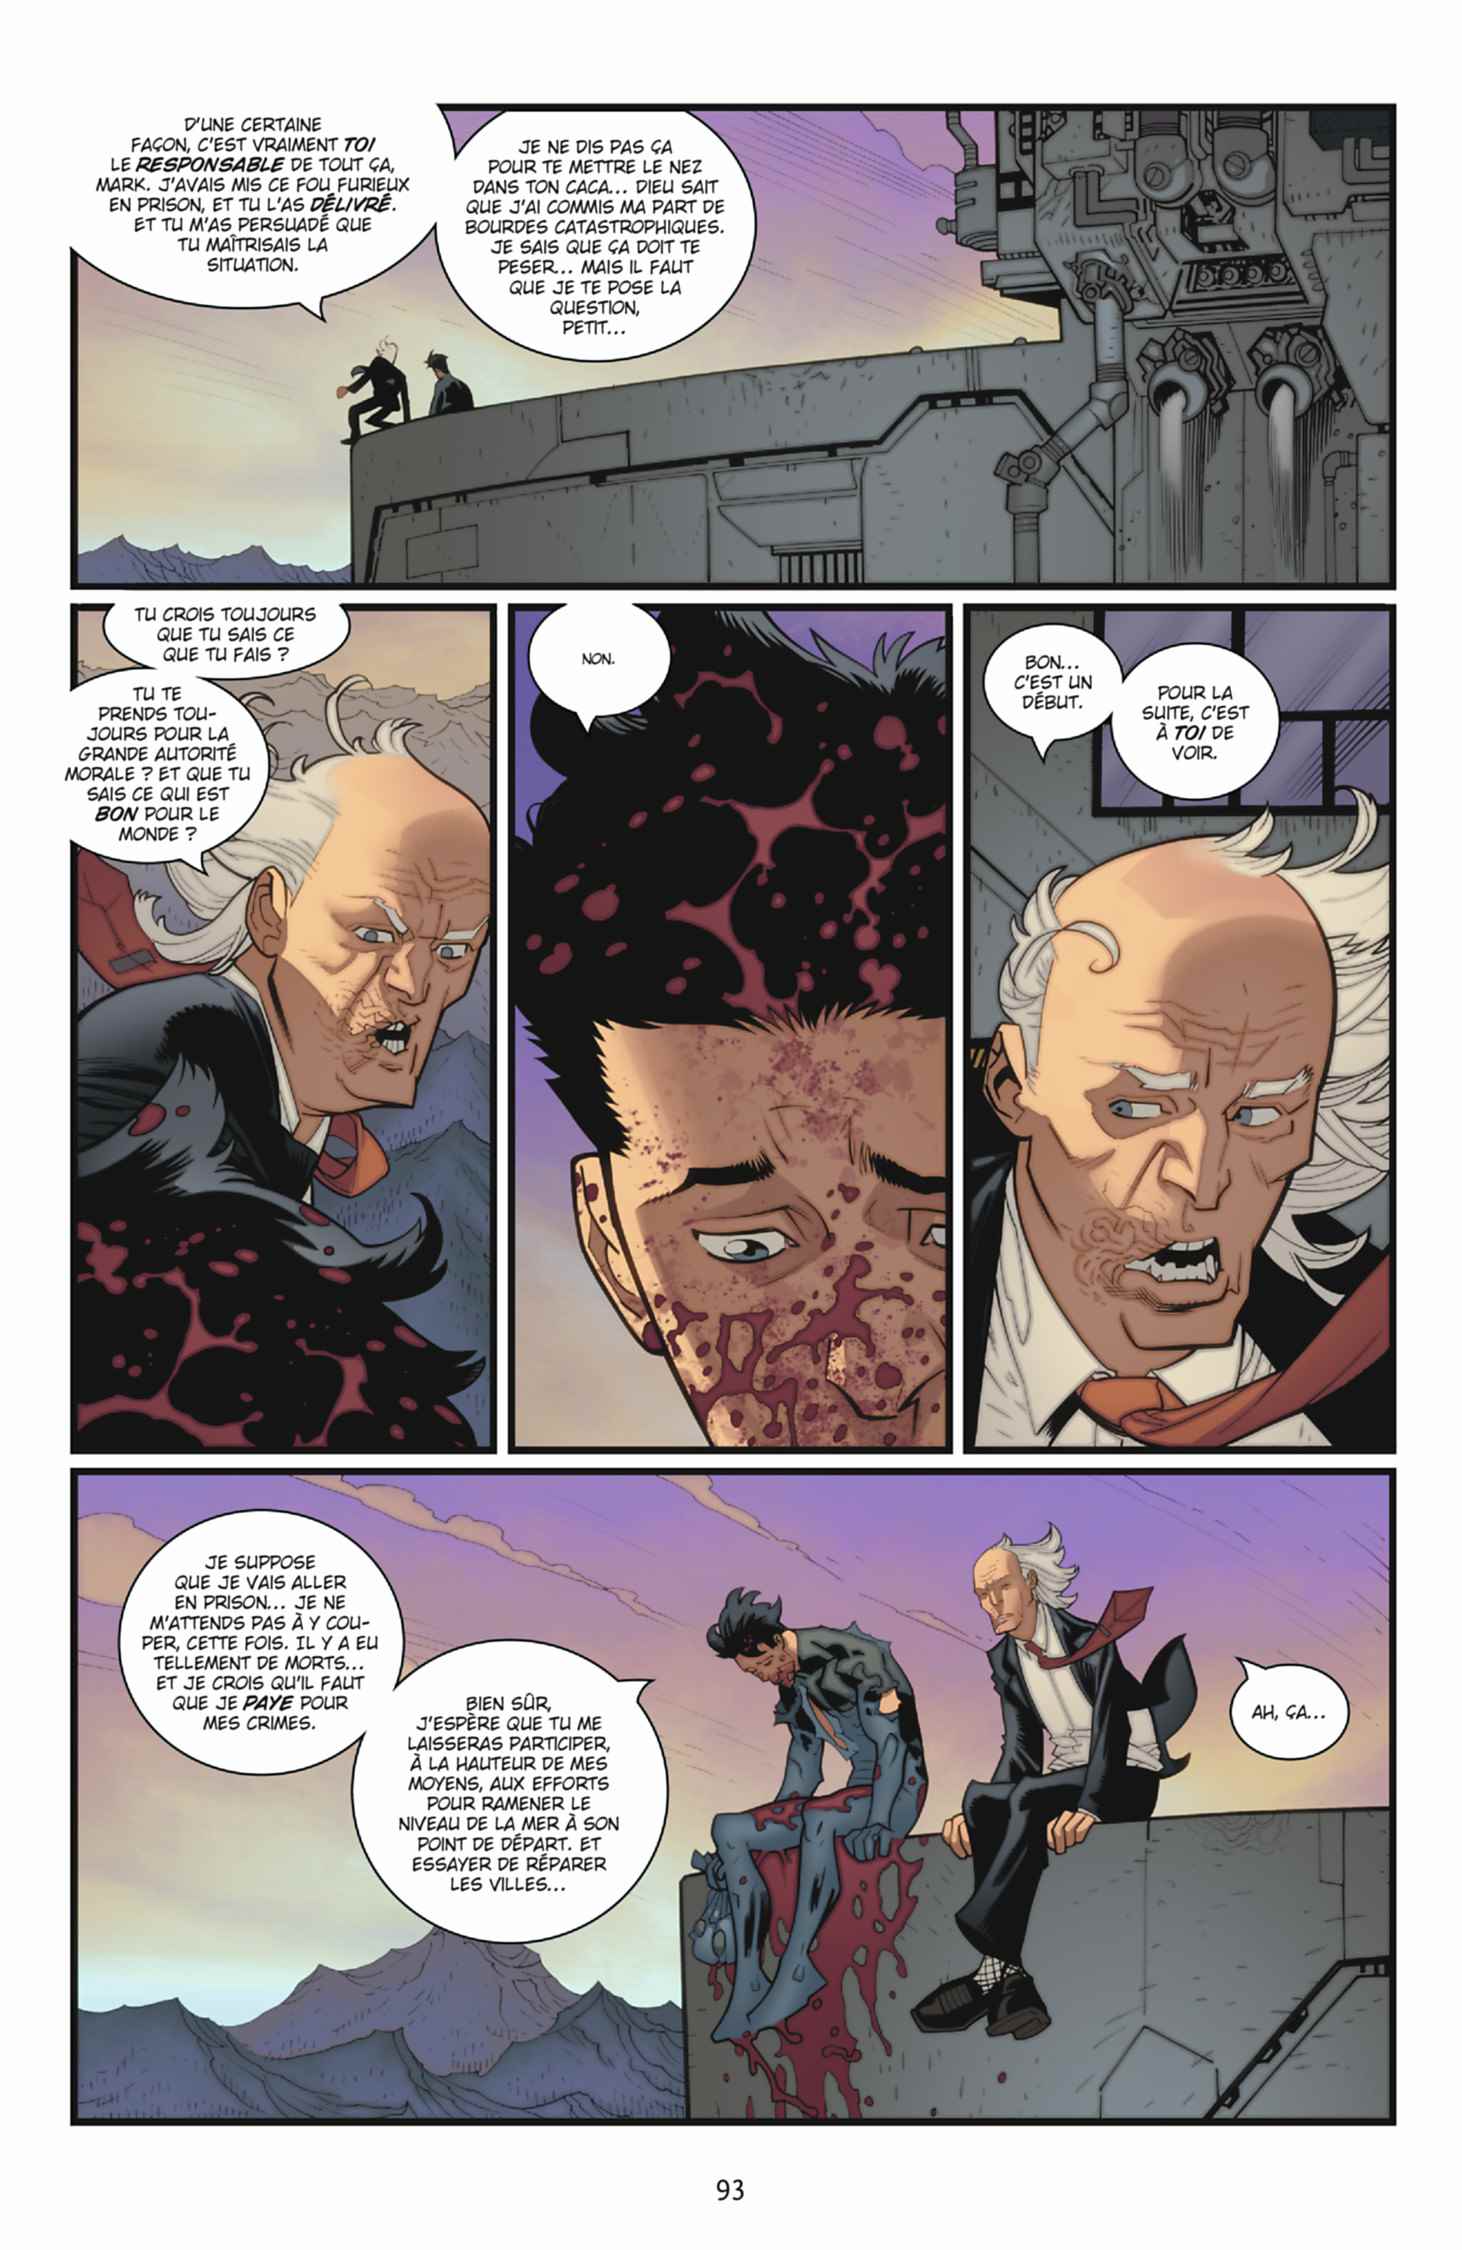 D'UNE CERTAINE
FAÇON, C'EST VRAIMENT TOI
LE RESPONSABLE DE TOUT ÇA,
MARK. J'AVAIS MIS CE FOU FURIEUX
EN PRISON, ET TU L'AS DÉLIVRÉ.
ET TU M'AS PERSUADÉ QUE
TU MAÎTRISAIS LA
SITUATION.
JE NE DIS PAS ÇA
POUR TE METTRE LE NEZ
DANS TON CACA... DIEU SAIT
QUE J'AI COMMIS MA PART DE
BOURDES CATASTROPHIQUES.
JE SAIS QUE ÇA DOIT TE
PESER... MAIS IL FAUT
QUE JE TE POSE LA
QUESTION,
PETIT...
TU CROIS TOUJOURS
QUE TU SAIS CE
QUE TU FAIS ?
TU TE
PRENDS TOU-
JOURS POUR LA
GRANDE AUTORITÉ
MORALE ? ET QUE TU
SAIS CE QUI EST
BON POUR LE
MONDE ?
NON.
BON...
C'EST UN
DÉBUT.
POUR LA
SUITE, C'EST
À TOI DE
VOIR.
JE SUPPOSE
QUE JE VAIS ALLER
EN PRISON... JE NE
M'ATTENDS PAS À Y COU-
PER, CETTE FOIS. IL Y A EU
TELLEMENT DE MORTS...
ET JE CROIS QU'IL FAUT
QUE JE PAYE POUR
MES CRIMES.
BIEN SÛR,
J'ESPÈRE QUE TU ME
LAISSERAS PARTICIPER,
À LA HAUTEUR DE MES
MOYENS, AUX EFFORTS
POUR RAMENER LE
NIVEAU DE LA MER À SON
POINT DE DÉPART. ET
ESSAYER DE RÉPARER
LES VILLES...
AH, ÇA...
93